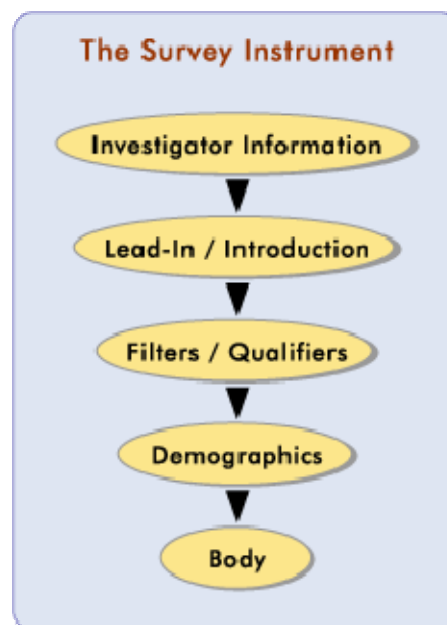 The Survey Instrument
Investigator Information
Lead-In / Introduction
Filters / Qualifiers
Demographics
Body